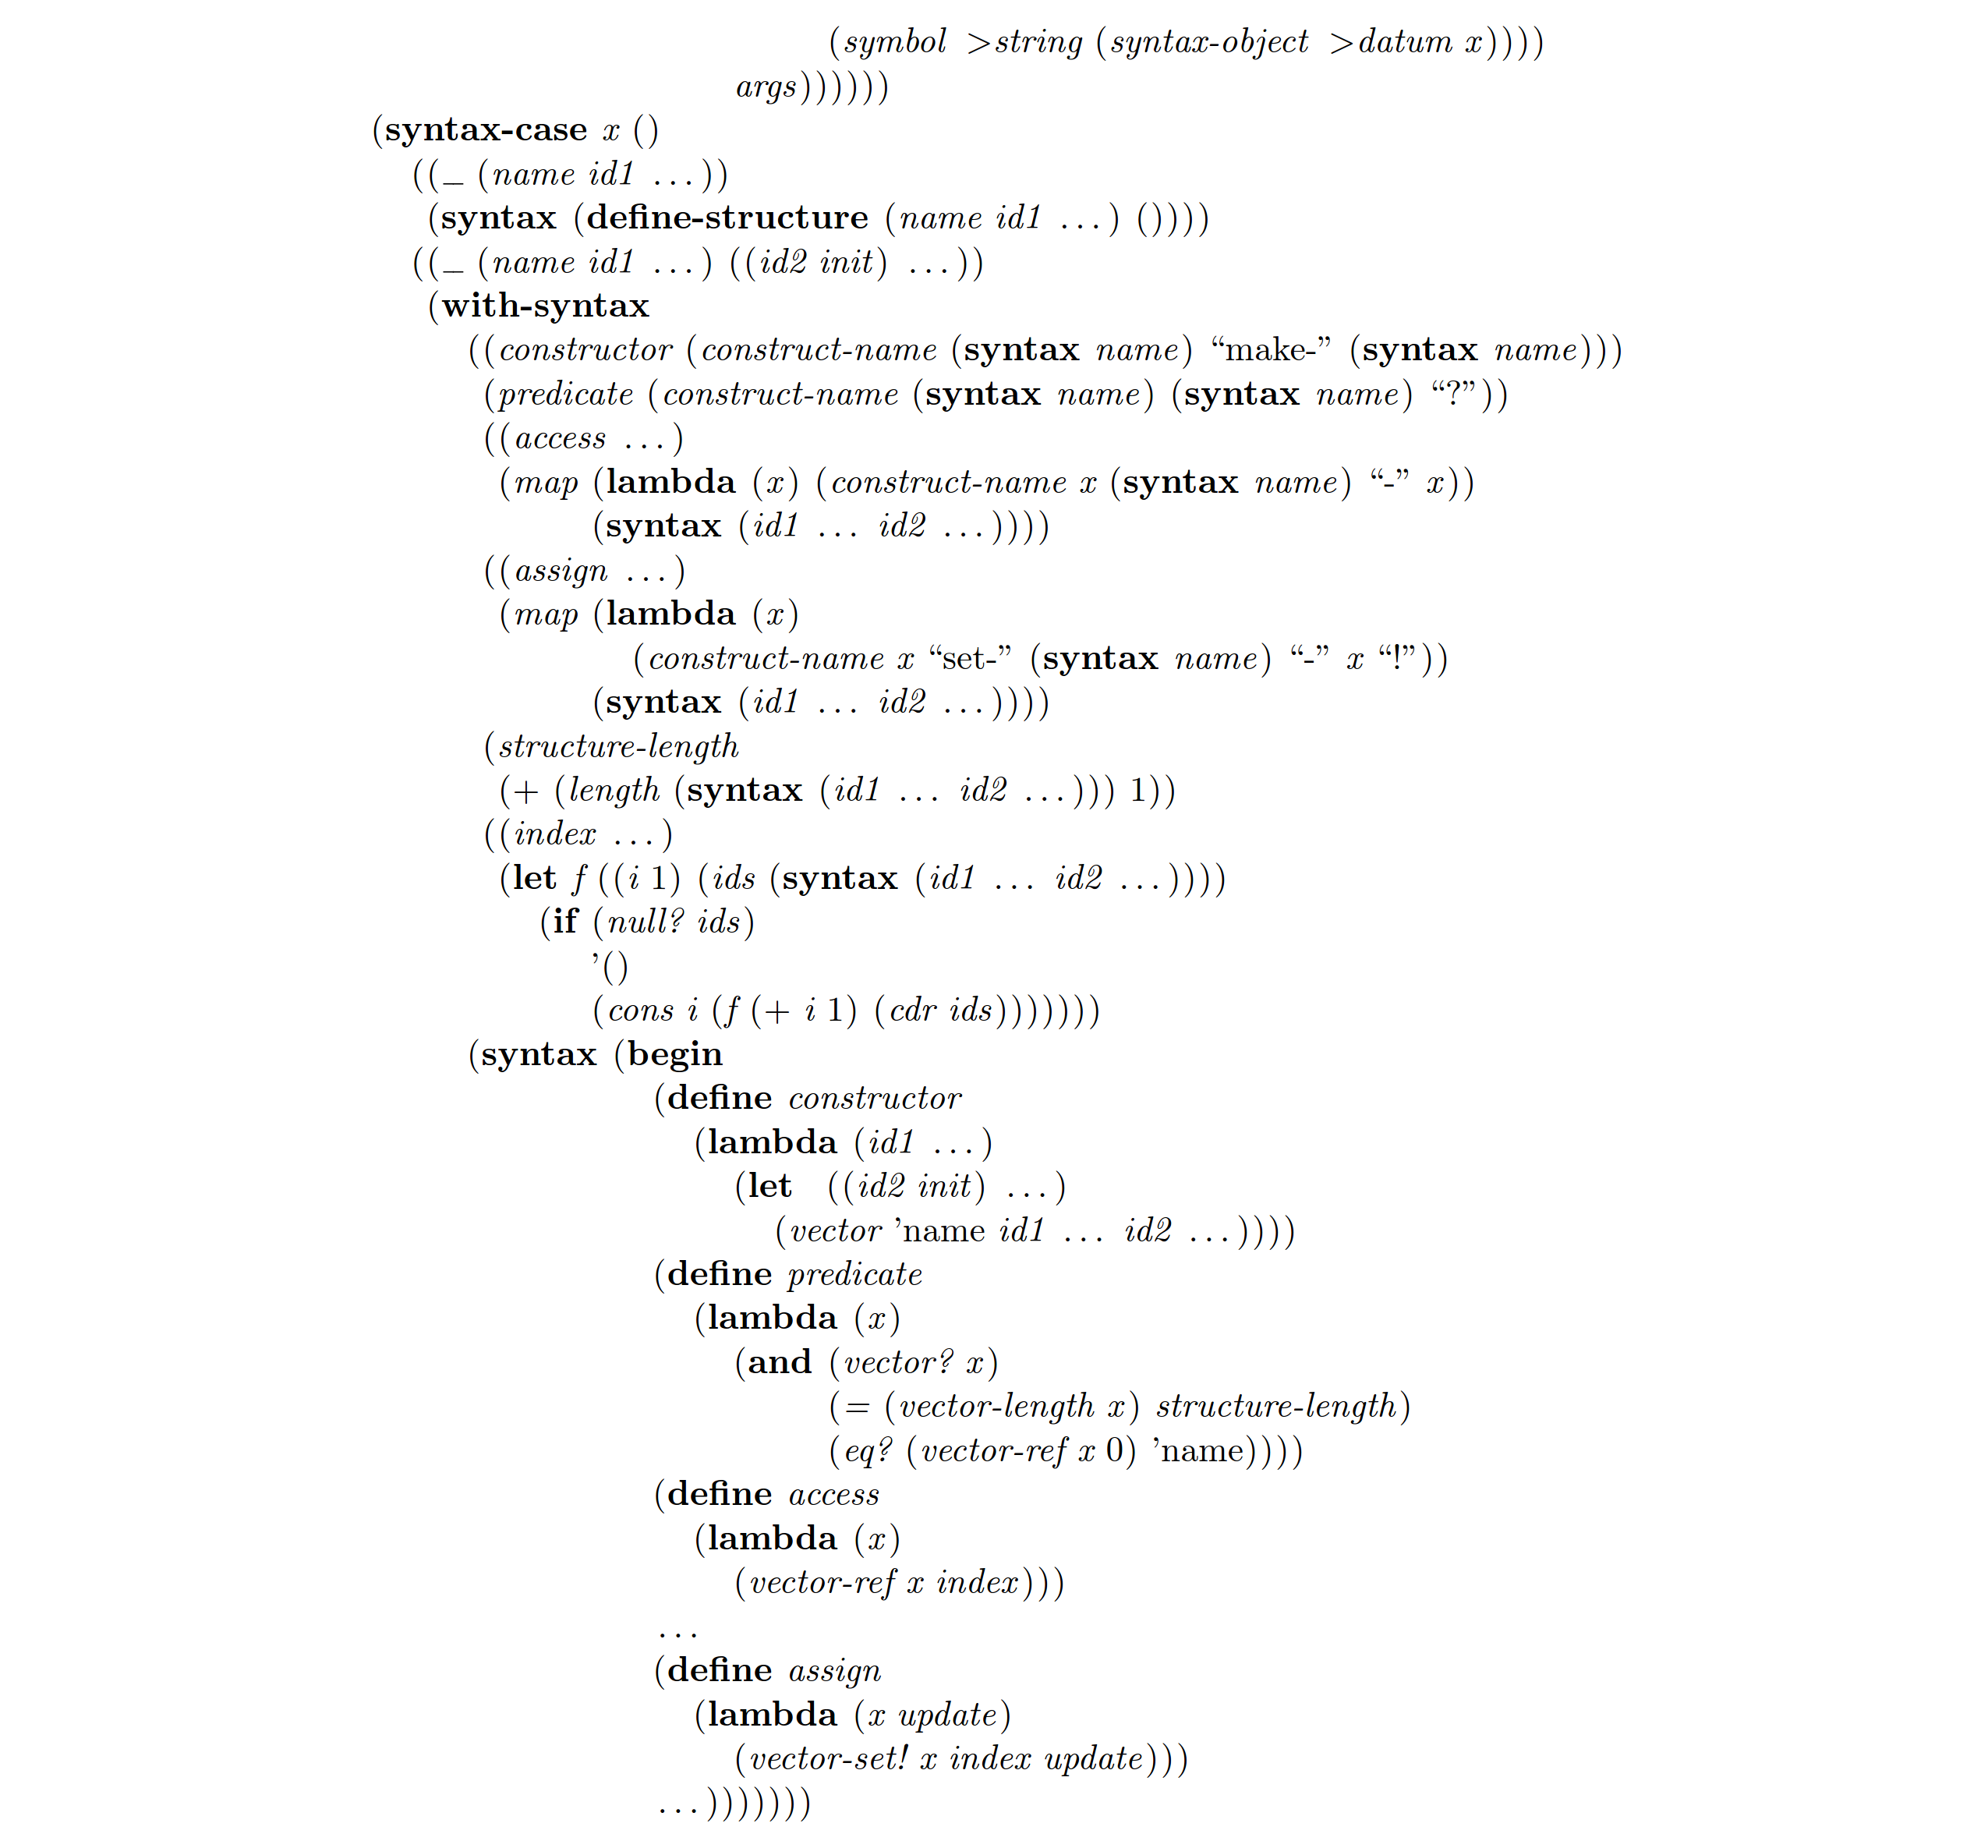 (symbol >string (syntax-object >datum x))))
args))))))
(syntax-case x ()
((_ (name id1 ...))
(syntax (define-structure (name id1 ...) ())))
((_ (name id1 ...) ((id2 init) ...))
(with-syntax
((constructor (construct-name (syntax name) “make-” (syntax name)))
(predicate (construct-name (syntax name) (syntax name) “?”))
((access ...)
(map (lambda (x) (construct-name x (syntax name) “-” x))
(syntax (id1 ... id2 ...))))
((assign ...)
(map (lambda (x)
(construct-name x “set-” (syntax name) “-” x “!”))
(syntax (id1 ... id2 ...))))
(structure-length
(+ (length (syntax (id1 ... id2 ...))) 1))
((index ...)
(let f ((i 1) (ids (syntax (id1 ... id2 ...))))
(if (null? ids)
’()
(cons i (f (+ i 1) (cdr ids)))))))
(syntax (begin
(define constructor
(lambda (id1 ...)
(let ((id2 init) ...)
(vector ’name id1 ... id2 ...))))
(define predicate
(lambda (x)
(and (vector? x)
(= (vector-length x) structure-length)
(eq? (vector-ref x 0) ’name))))
(define access
(lambda (x)
(vector-ref x index)))
...
(define assign
(lambda (x update)
(vector-set! x index update)))
...)))))))